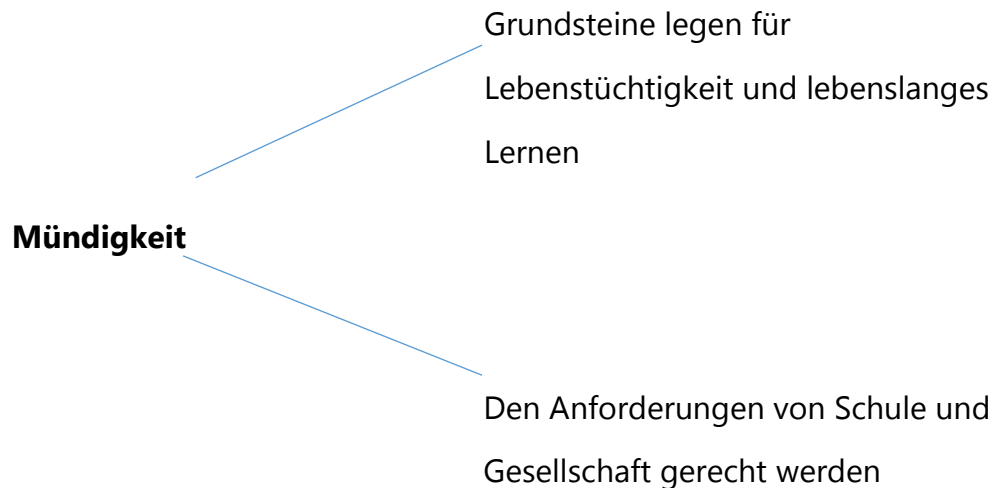 Grundsteine legen für
Lebenstüchtigkeit und lebenslanges
Lernen
Mündigkeit
Den Anforderungen von Schule und
Gesellschaft gerecht werden